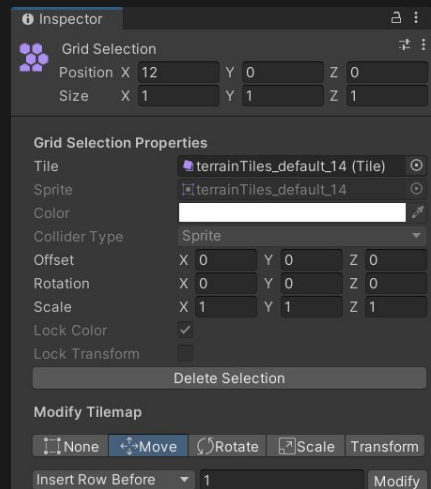 Inspector
Grid Selection
Position X 12 Y 0 Z 0
Size X 1 Y 1 Z 1
Grid Selection Properties
Tile terrainTiles_default_14 (Tile)
Sprite terrainTiles_default_14
Color
Collider Type Sprite
Offset X 0 Y 0 Z 0
Rotation X 0 Y 0 Z 0
Scale X 1 Y 1 Z 1
Lock Color
Lock Transform
Delete Selection
Modify Tilemap
None Move Rotate Scale Transform
Insert Row Before 1 Modify